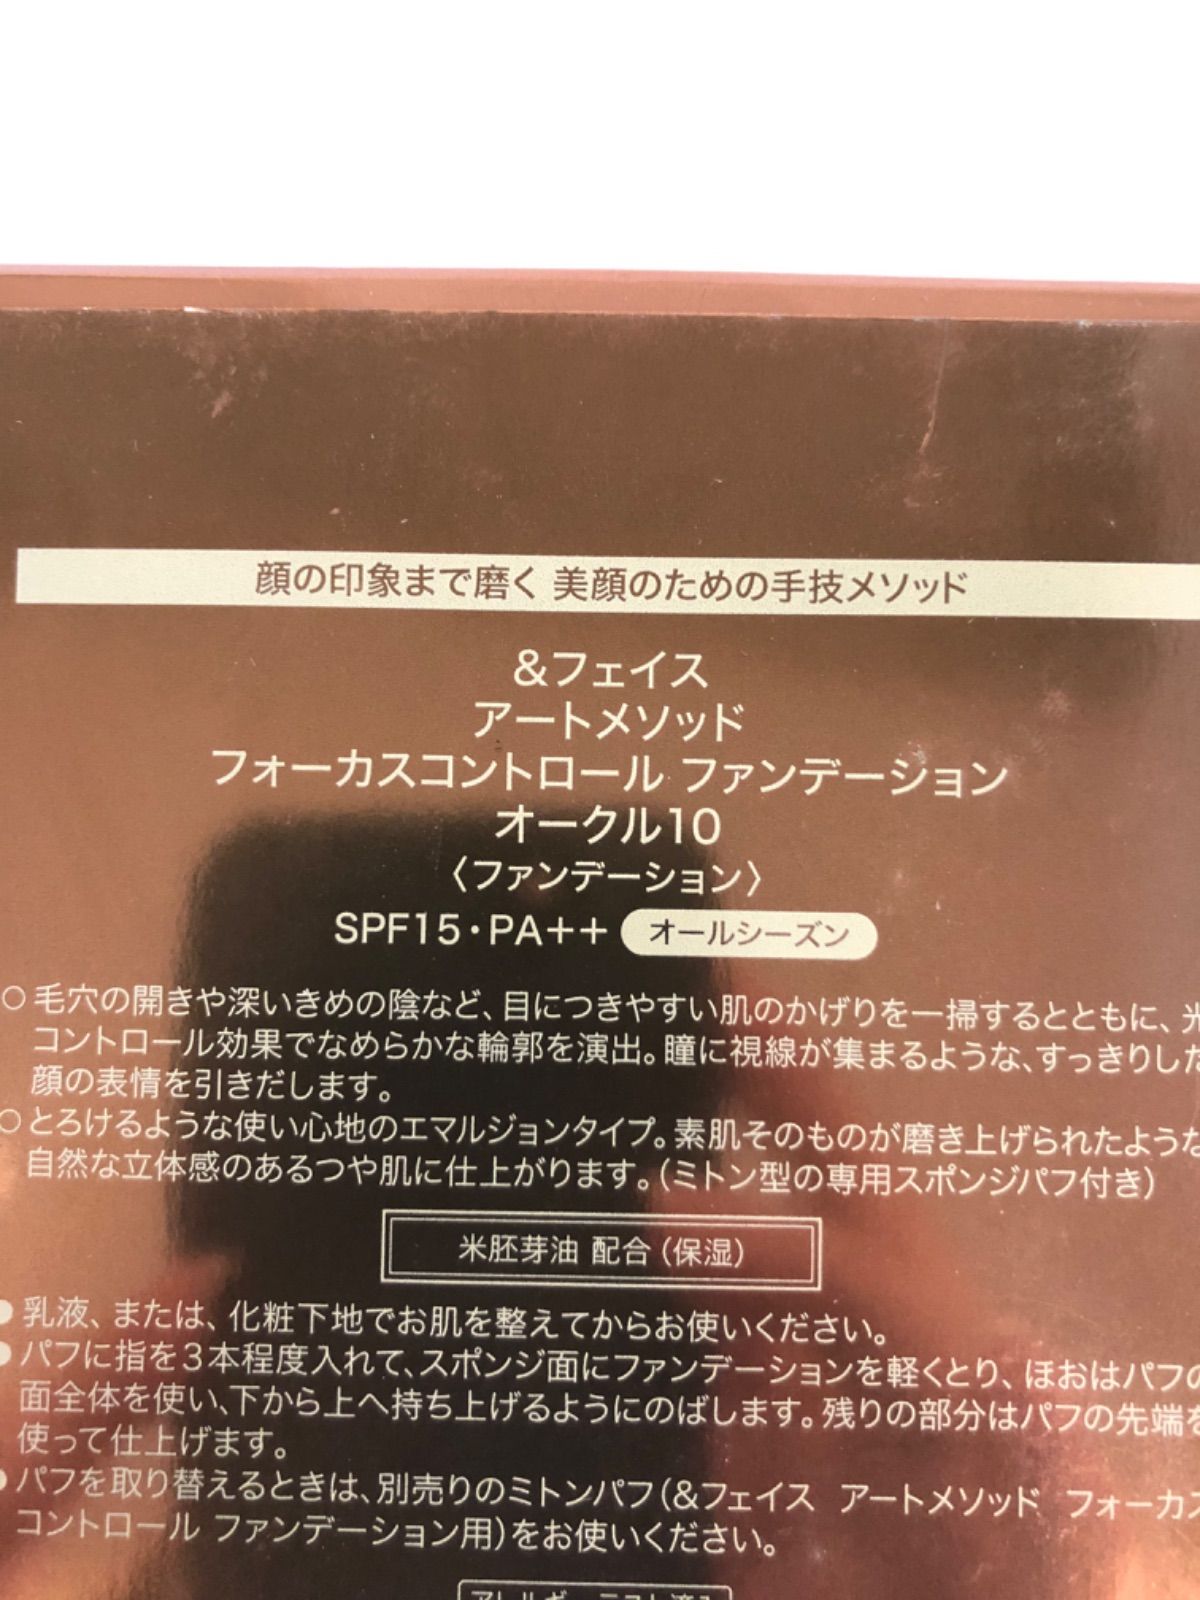 顔の印象まで磨く 美顔のための手技メソッド
&フェイス
アートメソッド
フォーカスコントロール ファンデーション
オークル10
〈ファンデーション〉
SPF15・PA++ オールシーズン
○毛穴の開きや深いきめの陰など、目につきやすい肌のかげりを一掃するとともに、光
コントロール効果でなめらかな輪郭を演出。瞳に視線が集まるような、すっきりした
顔の表情を引きだします。
○とろけるような使い心地のエマルジョンタイプ。素肌そのものが磨き上げられたような
自然な立体感のあるつや肌に仕上がります。(ミトン型の専用スポンジパフ付き)
米胚芽油 配合(保湿)
●乳液、または、化粧下地でお肌を整えてからお使いください。
●パフに指を3本程度入れて、スポンジ面にファンデーションを軽くとり、ほおはパフの
面全体を使い、下から上へ持ち上げるようにのばします。残りの部分はパフの先端を
使って仕上げます。
●パフを取り替えるときは、別売りのミトンパフ(&フェイス アートメソッド フォーカス
コントロール ファンデーション用)をお使いください。
アレルギーテスト済み